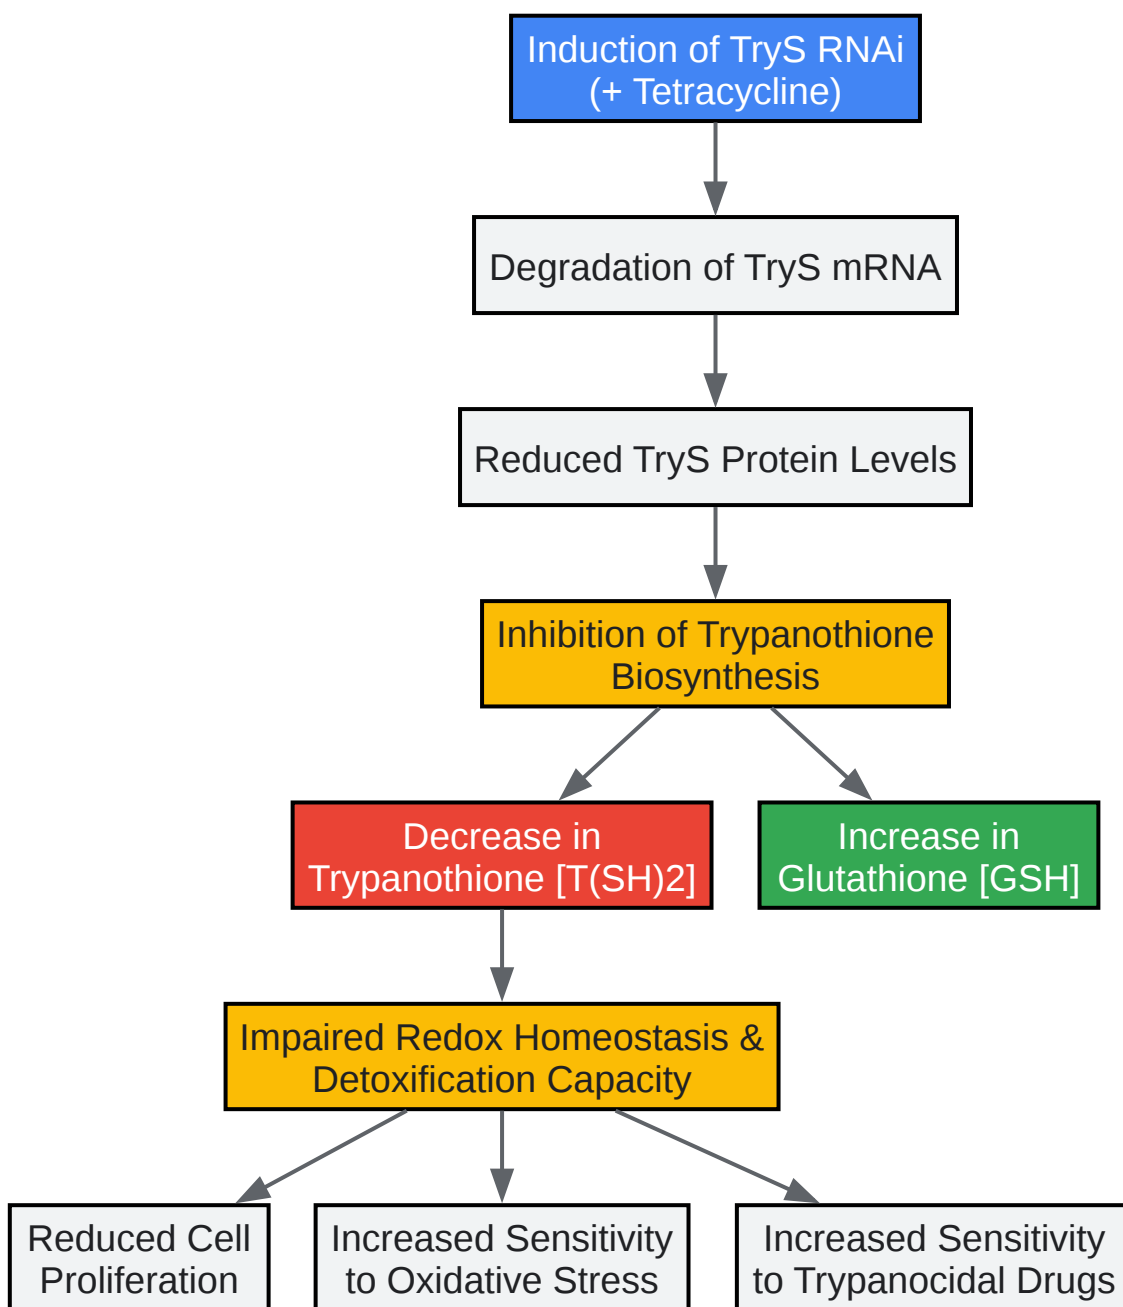 Induction of TryS RNAi
(+ Tetracycline)
Degradation of TryS mRNA
Reduced TryS Protein Levels
Inhibition of Trypanothione
Biosynthesis
Decrease in
Trypanothione [T(SH)2]
Increase in
Glutathione [GSH]
Impaired Redox Homeostasis &
Detoxification Capacity
Reduced Cell
Proliferation
Increased Sensitivity
to Oxidative Stress
Increased Sensitivity
to Trypanocidal Drugs